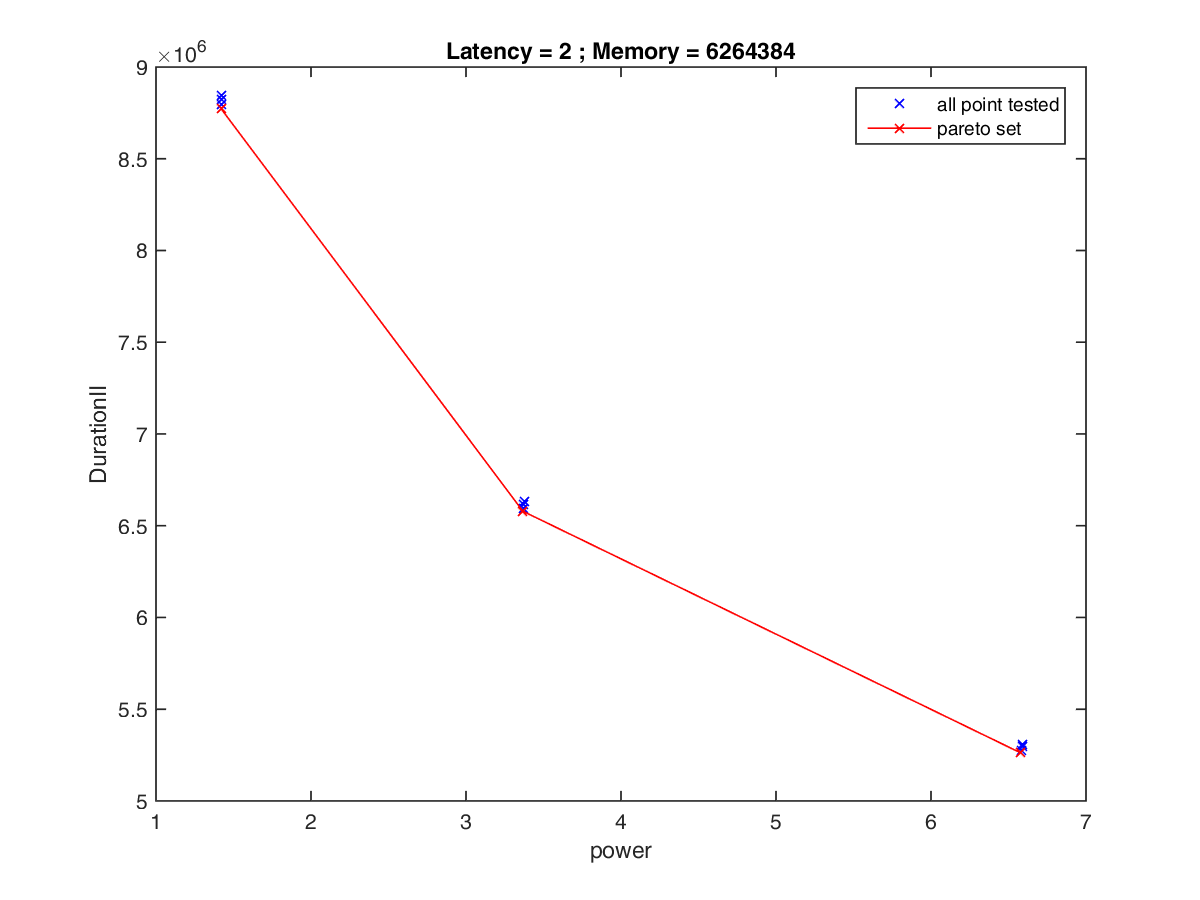 Latency = 2 ; Memory = 6264384
×10^6
9
8.5
8
7.5
7
6.5
6
5.5
5
DurationII
1 2 3 4 5 6 7
power
all point tested
pareto set